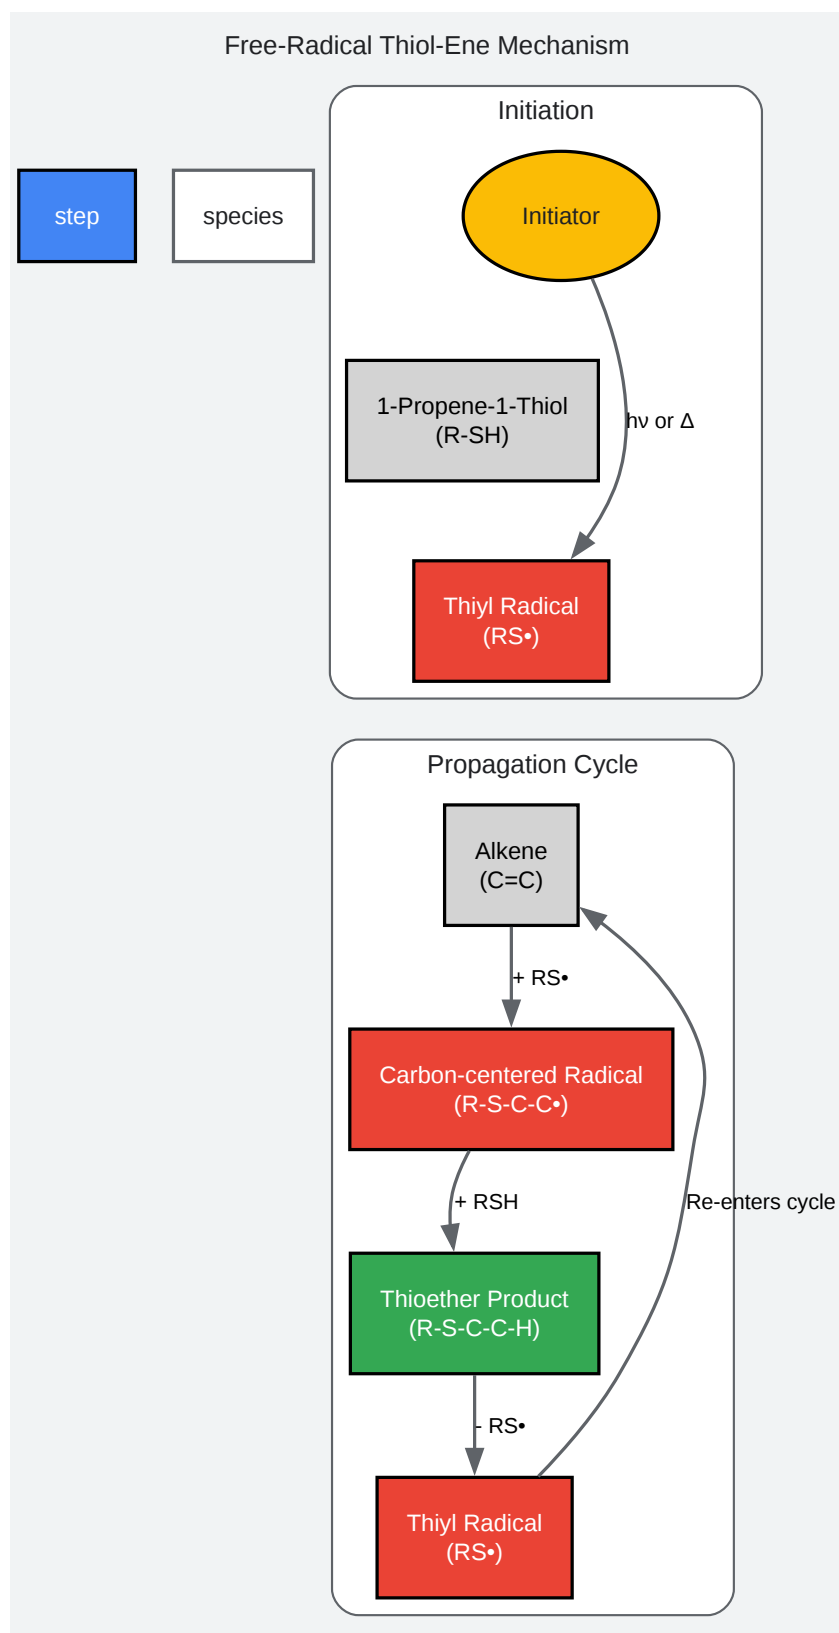 Free-Radical Thiol-Ene Mechanism
Initiation
step
species
Initiator
1-Propene-1-Thiol
(R-SH)
hν or Δ
Thiyl Radical
(RS•)
Propagation Cycle
Alkene
(C=C)
+ RS•
Carbon-centered Radical
(R-S-C-C•)
+ RSH
Re-enters cycle
Thioether Product
(R-S-C-C-H)
- RS•
Thiyl Radical
(RS•)